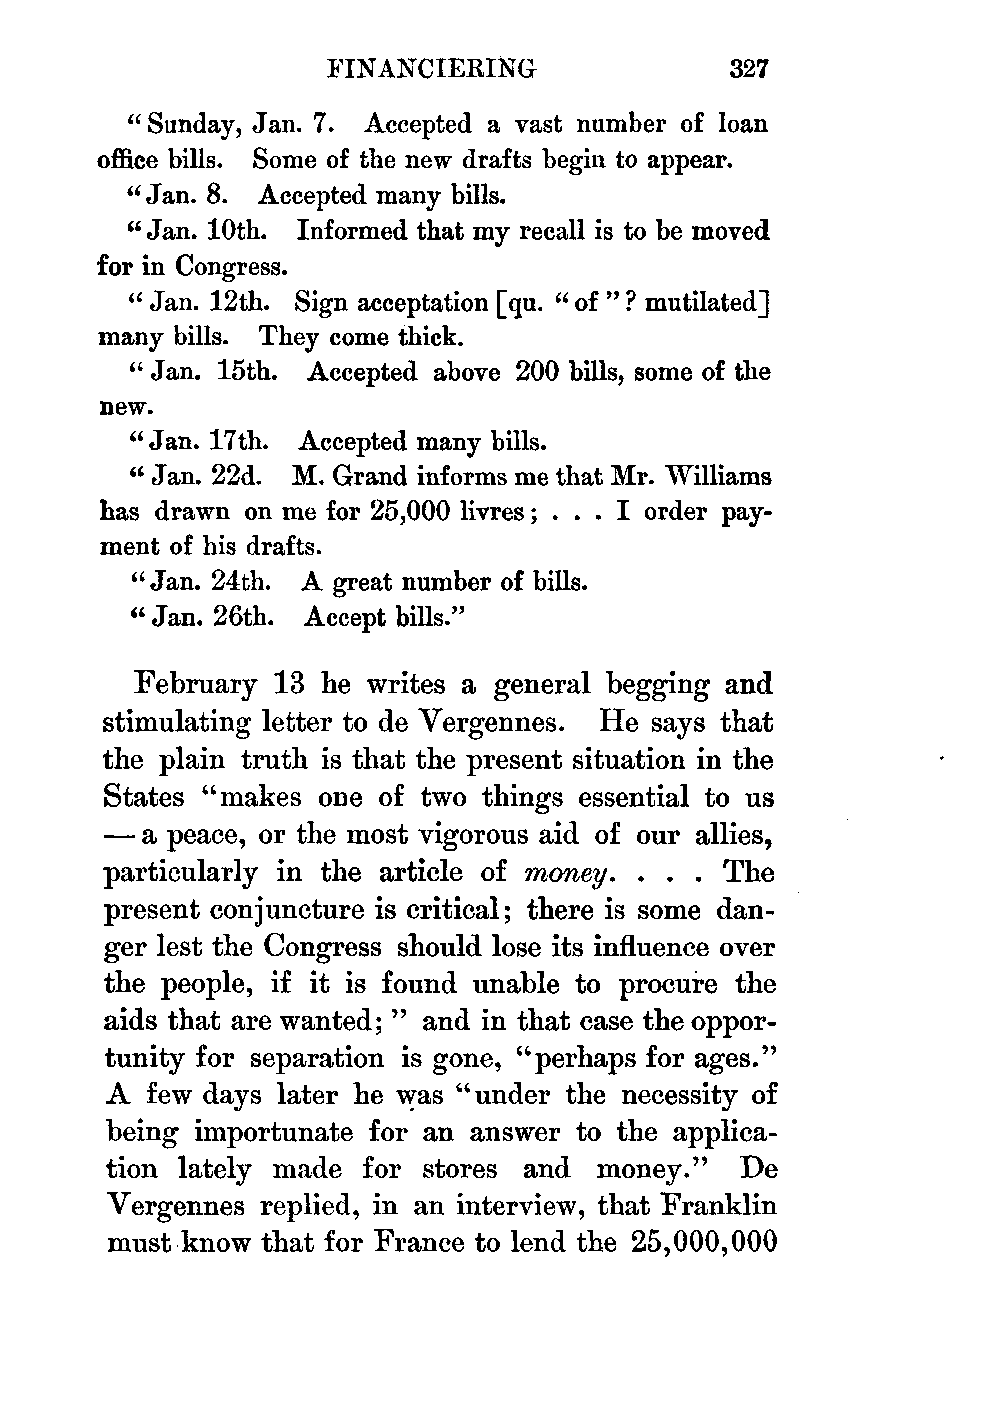 FINANCIERING 327
“Sunday, Jan. 7. Accepted a vast number of loan
office bills. Some of the new drafts begin to appear.
“Jan. 8. Accepted many bills.
“Jan. 10th. Informed that my recall is to be moved
for in Congress.
“Jan. 12th. Sign acceptation [qu. “of”? mutilated]
many bills. They come thick.
“Jan. 15th. Accepted above 200 bills, some of the
new.
“Jan. 17th. Accepted many bills.
“Jan. 22d. M. Grand informs me that Mr. Williams
has drawn on me for 25,000 livres; . . . I order pay-
ment of his drafts.
“Jan. 24th. A great number of bills.
“Jan. 26th. Accept bills.”
February 13 he writes a general begging and
stimulating letter to de Vergennes. He says that
the plain truth is that the present situation in the
States “makes one of two things essential to us
— a peace, or the most vigorous aid of our allies,
particularly in the article of money. . . . The
present conjuncture is critical; there is some dan-
ger lest the Congress should lose its influence over
the people, if it is found unable to procure the
aids that are wanted;” and in that case the oppor-
tunity for separation is gone, “perhaps for ages.”
A few days later he was “under the necessity of
being importunate for an answer to the applica-
tion lately made for stores and money.” De
Vergennes replied, in an interview, that Franklin
must know that for France to lend the 25,000,000